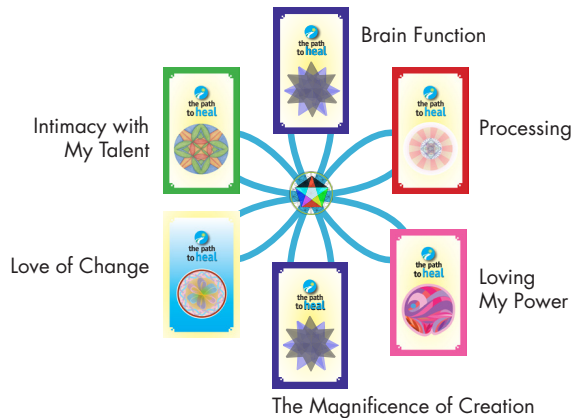 Brain Function
the path
to heal
Intimacy with
My Talent
the path
to heal
the path
to heal
Processing
Love of Change
the path
to heal
the path
to heal
Loving
My Power
the path
to heal
The Magnificence of Creation